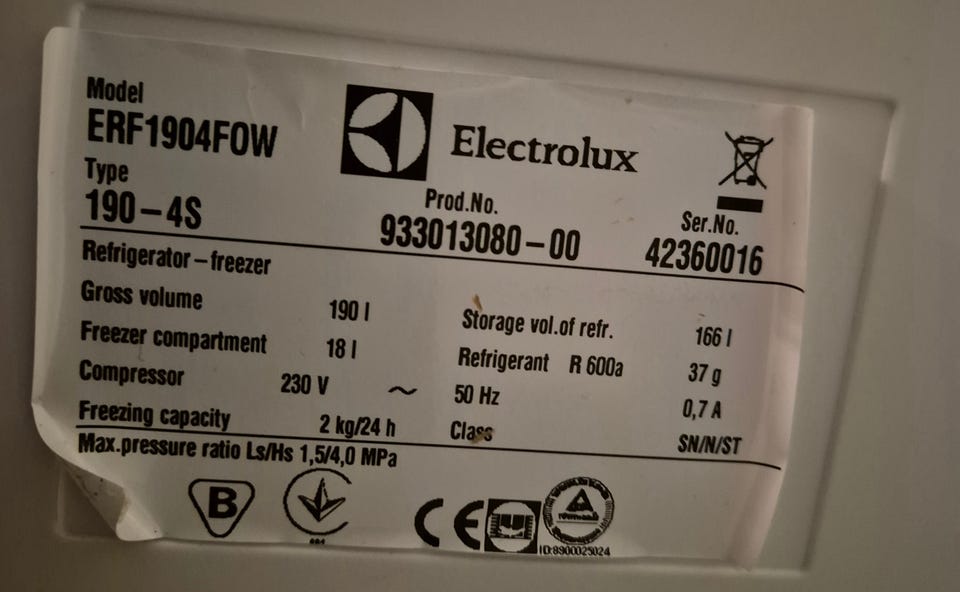 Model
ERF1904FOW
Electrolux
Type
190-4S
Prod.No.
933013080-00
Ser.No.
42360016
Refrigerator-freezer
Gross volume 190 l Storage vol.of refr. 166 l
Freezer compartment 18 l Refrigerant R 600a 37 g
Compressor 230 V ~ 50 Hz 0,7 A
Freezing capacity 2 kg/24 h Class SN/N/ST
Max.pressure ratio Ls/Hs 1,5/4,0 MPa
B
CE
ID:8900025024